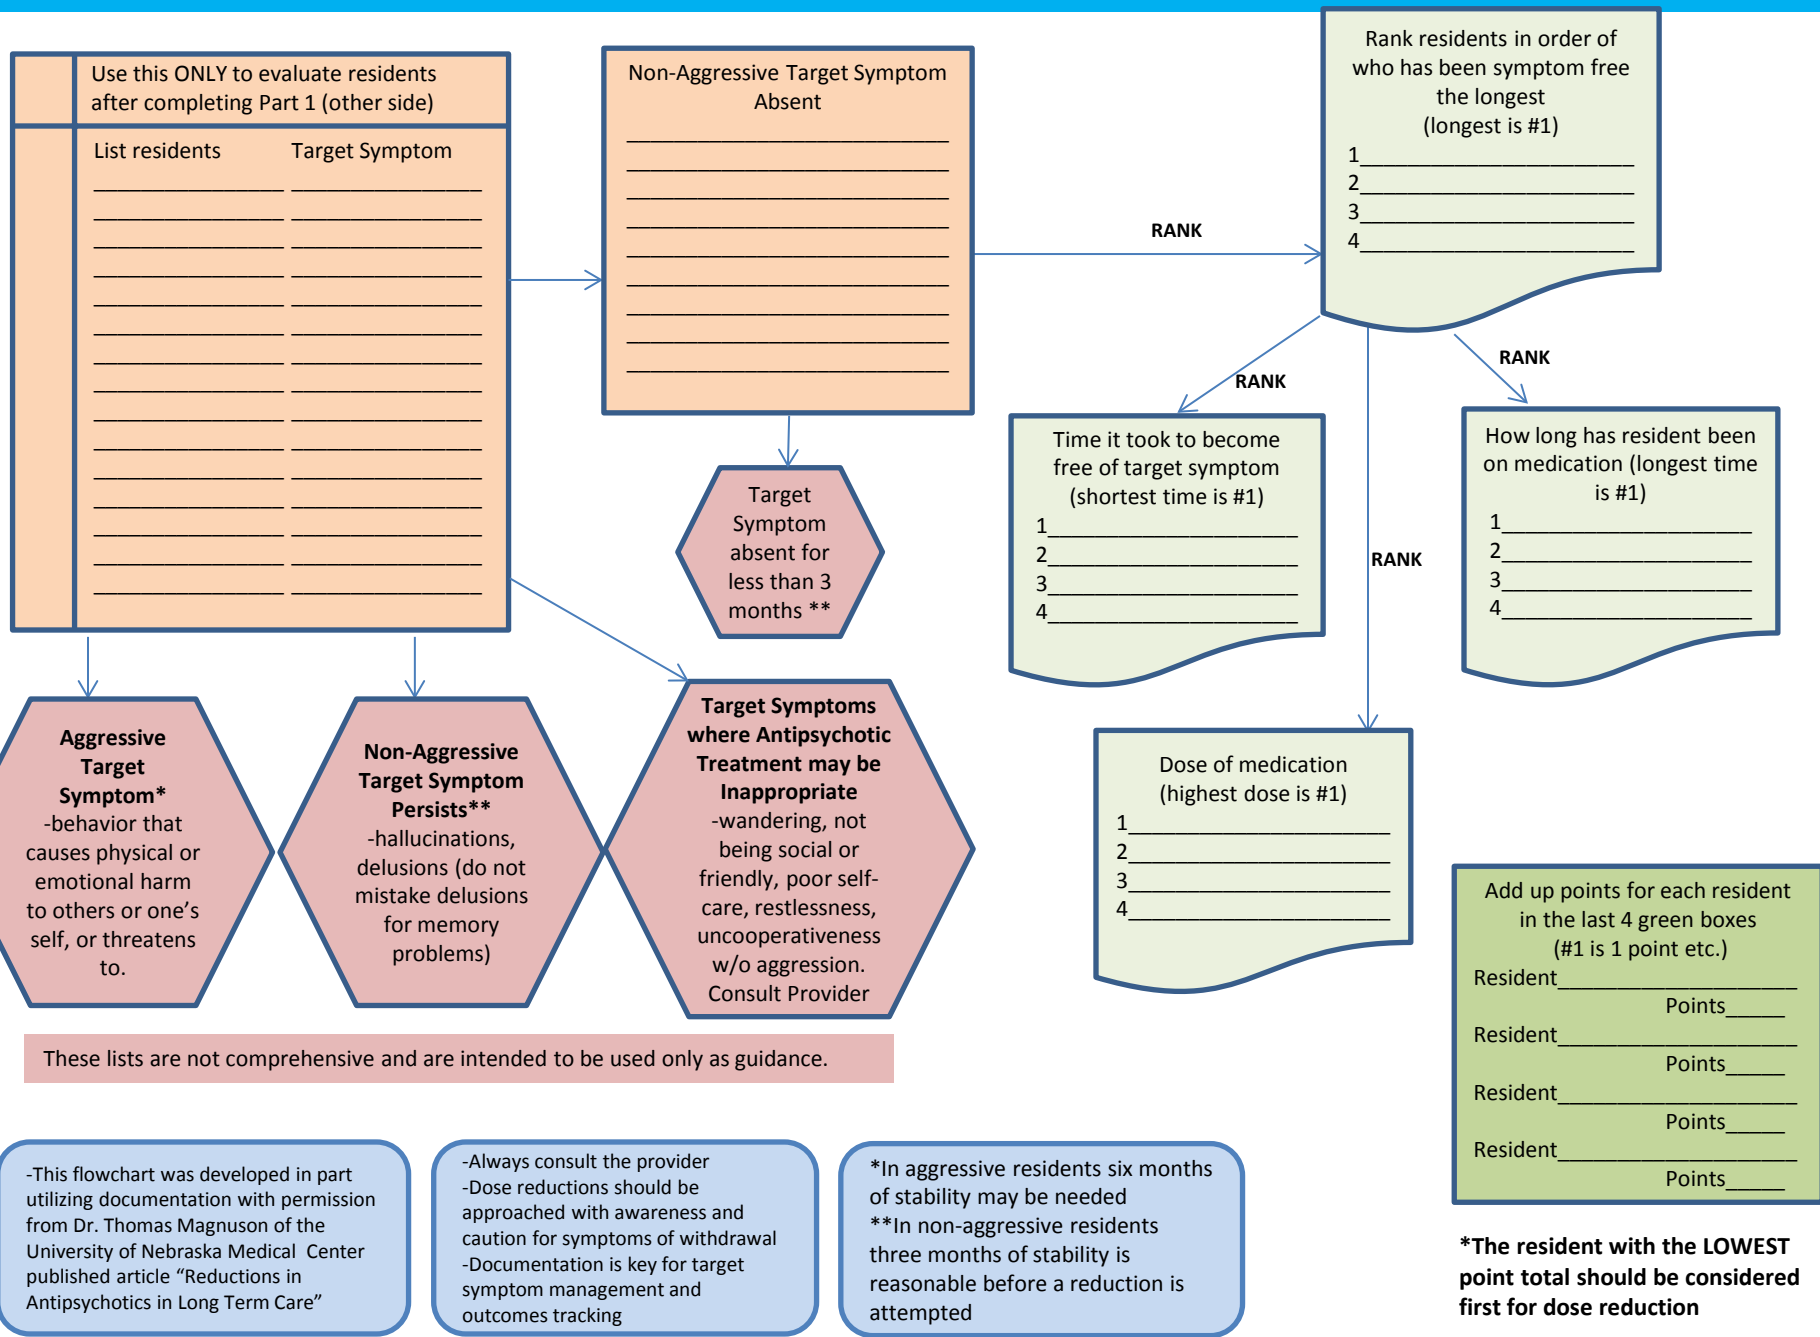 Use this ONLY to evaluate residents
after completing Part 1 (other side)
List residents Target Symptom
Non-Aggressive Target Symptom
Absent
RANK
Rank residents in order of
who has been symptom free
the longest
(longest is #1)
1
2
3
4
RANK
RANK
RANK
Target
Symptom
absent for
less than 3
months **
Time it took to become
free of target symptom
(shortest time is #1)
1
2
3
4
How long has resident been
on medication (longest time
is #1)
1
2
3
4
Aggressive
Target
Symptom*
-behavior that
causes physical or
emotional harm
to others or one’s
self, or threatens
to.
Non-Aggressive
Target Symptom
Persists**
-hallucinations,
delusions (do not
mistake delusions
for memory
problems)
Target Symptoms
where Antipsychotic
Treatment may be
Inappropriate
-wandering, not
being social or
friendly, poor self-
care, restlessness,
uncooperativeness
w/o aggression.
Consult Provider
Dose of medication
(highest dose is #1)
1
2
3
4
Add up points for each resident
in the last 4 green boxes
(#1 is 1 point etc.)
Resident
Points
Resident
Points
Resident
Points
Resident
Points
These lists are not comprehensive and are intended to be used only as guidance.
-This flowchart was developed in part
utilizing documentation with permission
from Dr. Thomas Magnuson of the
University of Nebraska Medical Center
published article “Reductions in
Antipsychotics in Long Term Care”
-Always consult the provider
-Dose reductions should be
approached with awareness and
caution for symptoms of withdrawal
-Documentation is key for target
symptom management and
outcomes tracking
*In aggressive residents six months
of stability may be needed
**In non-aggressive residents
three months of stability is
reasonable before a reduction is
attempted
*The resident with the LOWEST
point total should be considered
first for dose reduction